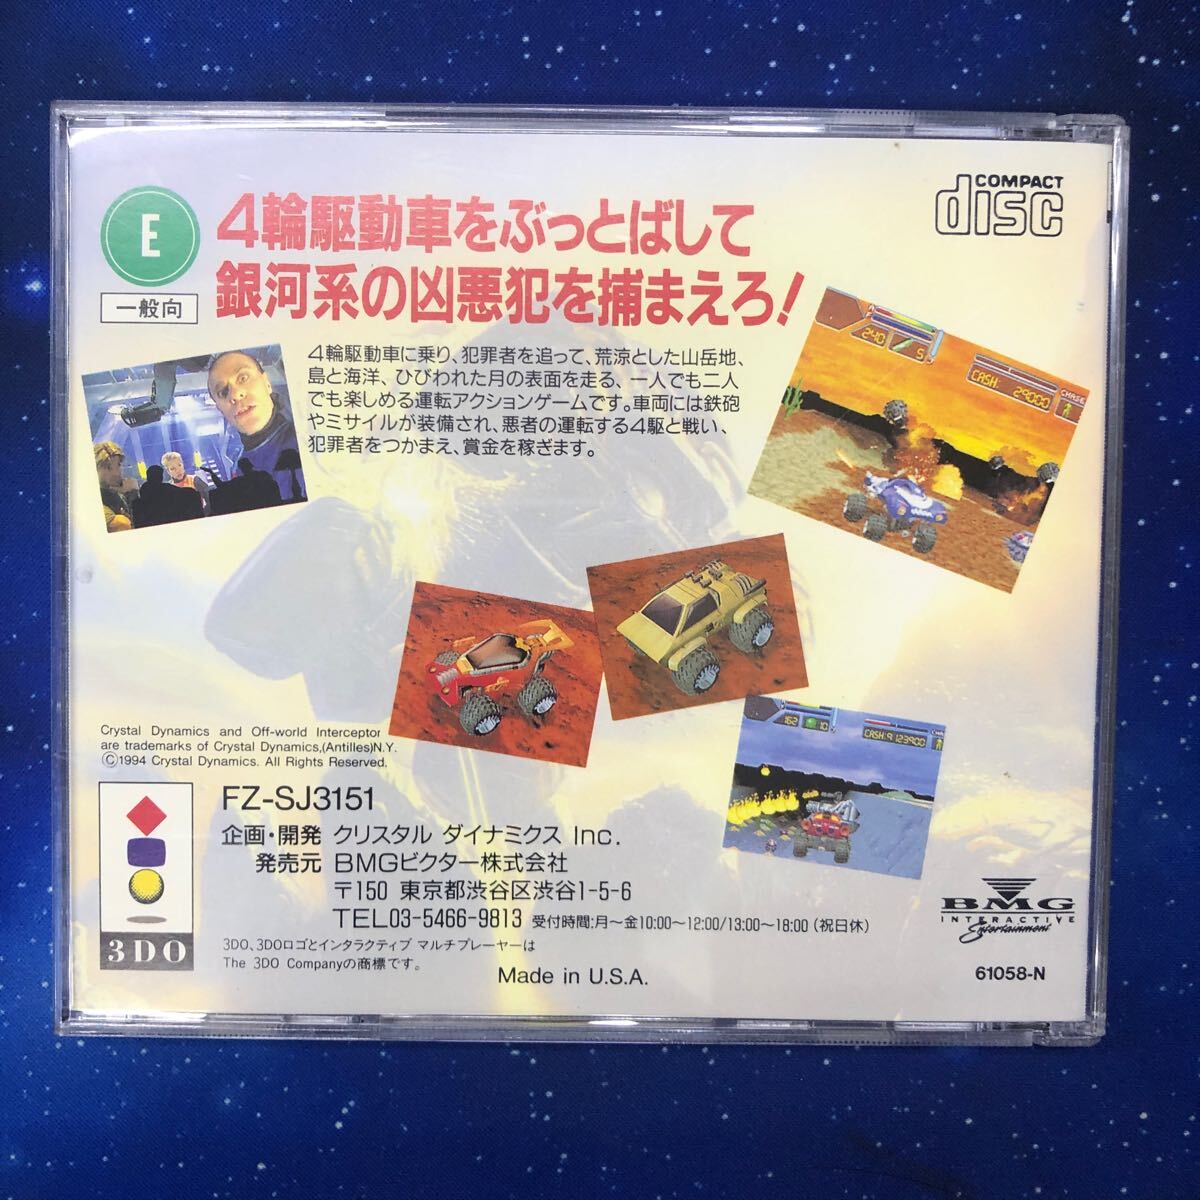 E
一般向
4輪駆動車をぶっとばして
銀河系の凶悪犯を捕まえろ!
COMPACT
disc
4輪駆動車に乗り、犯罪者を追って、荒涼とした山岳地、
島と海洋、ひびわれた月の表面を走る、一人でも二人
でも楽しめる運転アクションゲームです。車両には鉄砲
やミサイルが装備され、悪者の運転する4駆と戦い、
犯罪者をつかまえ、賞金を稼ぎます。
240
5
CASH: 29000
CHASE
162
10
CASH: 9123900
Crystal Dynamics and Off-world Interceptor
are trademarks of Crystal Dynamics,(Antilles)N.Y.
©1994 Crystal Dynamics. All Rights Reserved.
3DO
FZ-SJ3151
企画・開発 クリスタル ダイナミクス Inc.
発売元 BMGビクター株式会社
〒150 東京都渋谷区渋谷1-5-6
TEL03-5466-9813 受付時間:月〜金10:00〜12:00/13:00〜18:00 (祝日休)
3DO、3DOロゴとインタラクティブ マルチプレーヤーは
The 3DO Companyの商標です。
Made in U.S.A.
BMG
INTERACTIVE
Entertainment
61058-N